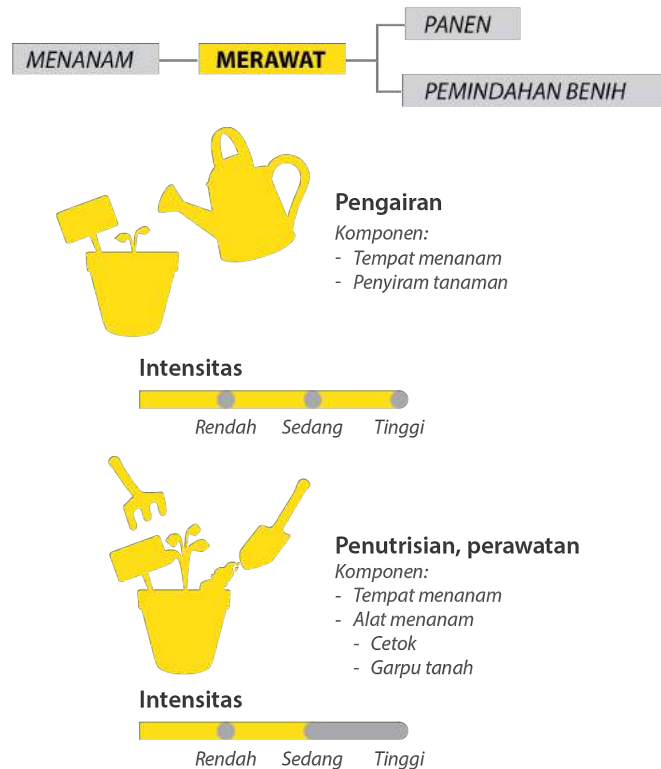 PANEN
MENANAM
MERAWAT
PEMINDAHAN BENIH
Pengairan
Komponen:
- Tempat menanam
- Penyiram tanaman
Intensitas
Rendah Sedang Tinggi
Penutrisian, perawatan
Komponen:
- Tempat menanam
- Alat menanam
- Cetok
- Garpu tanah
Intensitas
Rendah Sedang Tinggi